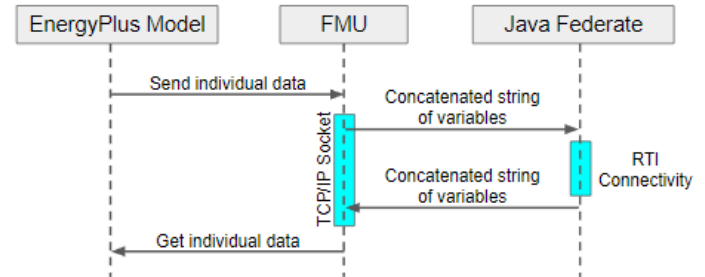 EnergyPlus Model
FMU
Java Federate
Send individual data
Concatenated string
of variables
TCP/IP Socket
RTI
Connectivity
Concatenated string
of variables
Get individual data